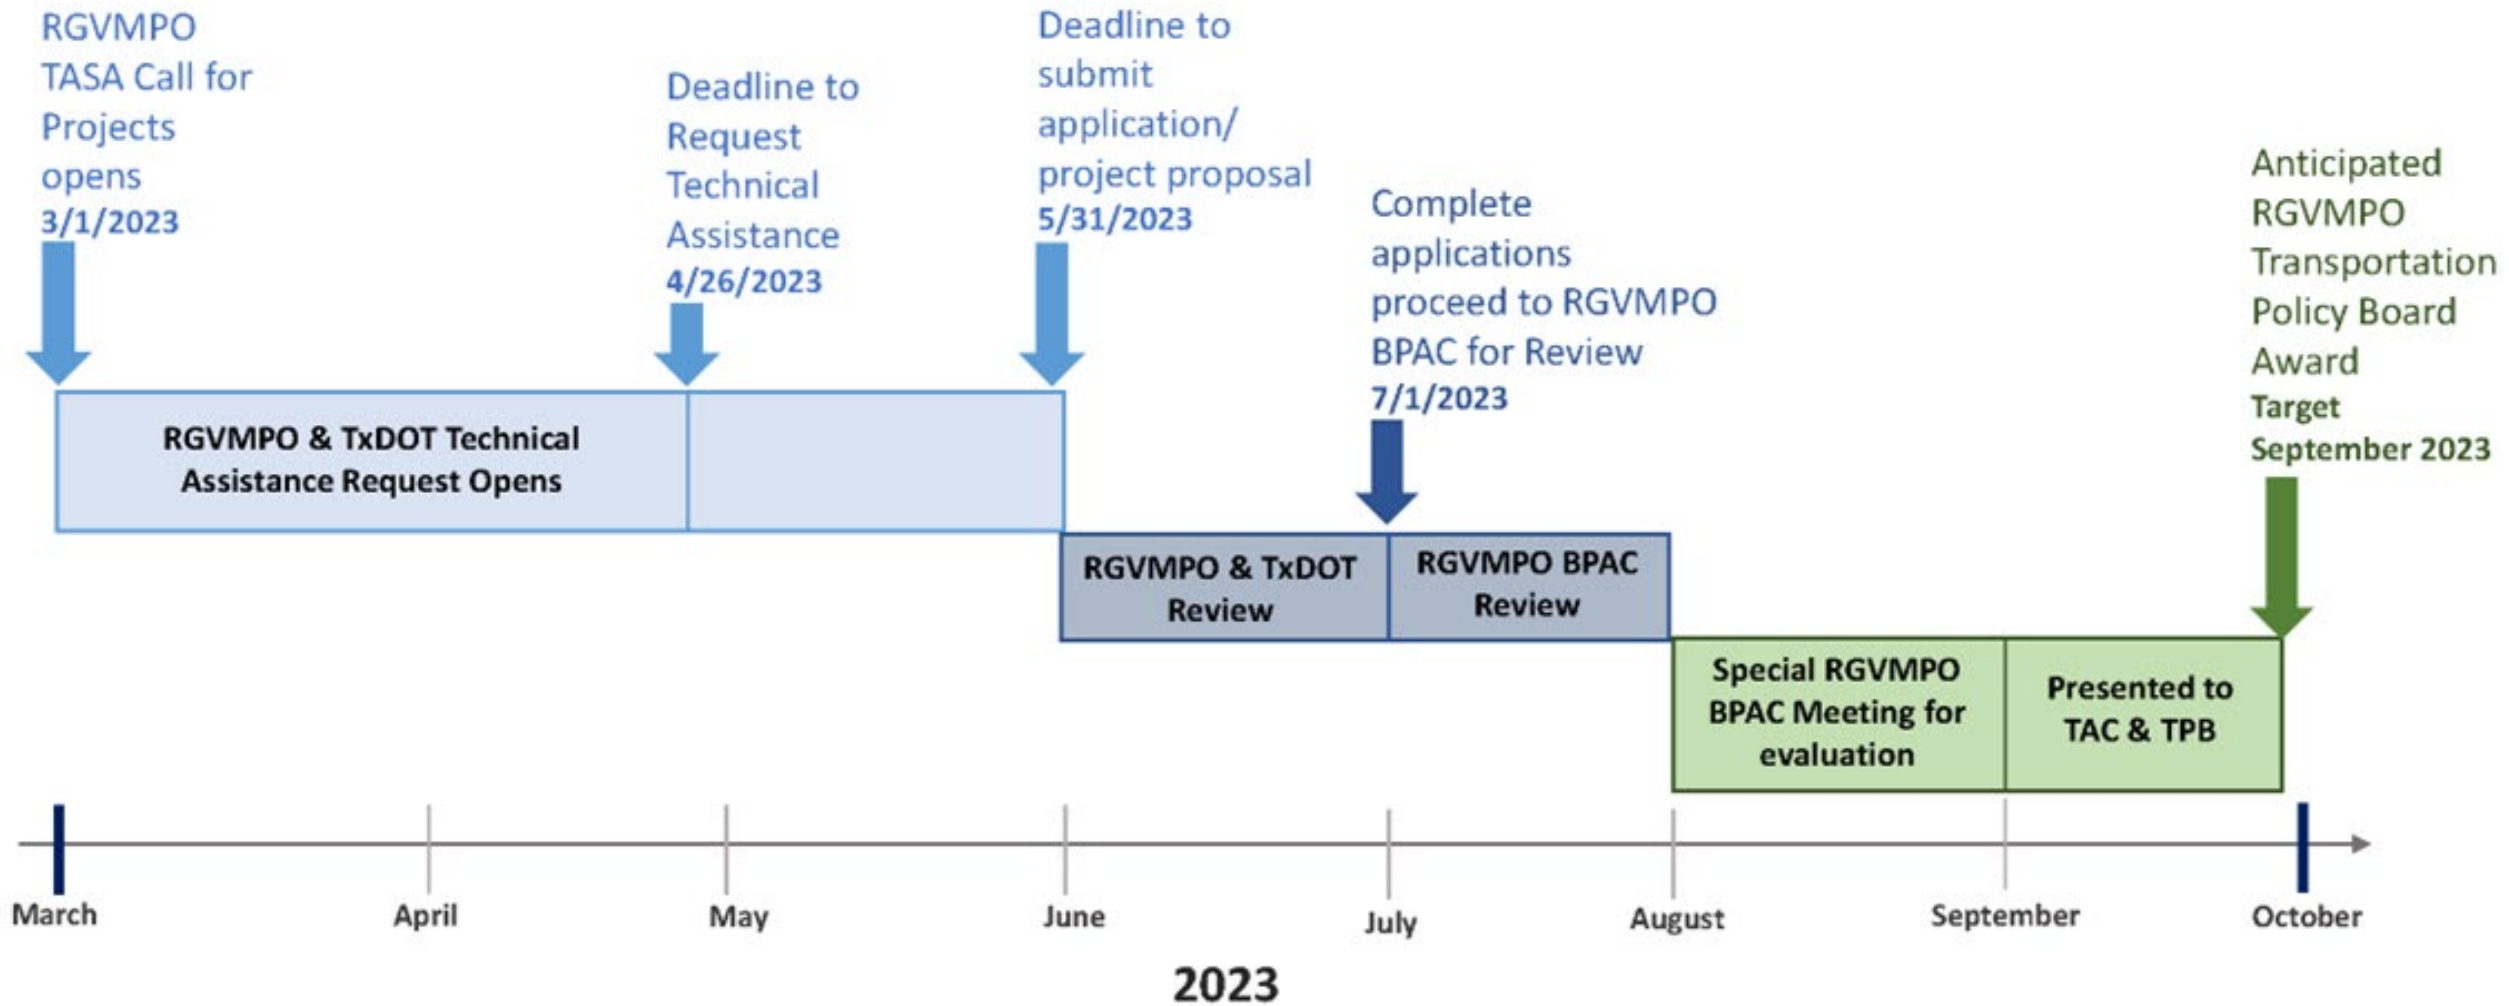 RGVMPO
TASA Call for
Projects
opens
3/1/2023
Deadline to
Request
Technical
Assistance
4/26/2023
Deadline to
submit
application/
project proposal
5/31/2023
Complete
applications
proceed to RGVMPO
BPAC for Review
7/1/2023
Anticipated
RGVMPO
Transportation
Policy Board
Award
Target
September 2023
RGVMPO & TxDOT Technical
Assistance Request Opens
RGVMPO & TxDOT
Review
RGVMPO BPAC
Review
Special RGVMPO
BPAC Meeting for
evaluation
Presented to
TAC & TPB
March
April
May
June
July
August
September
October
2023